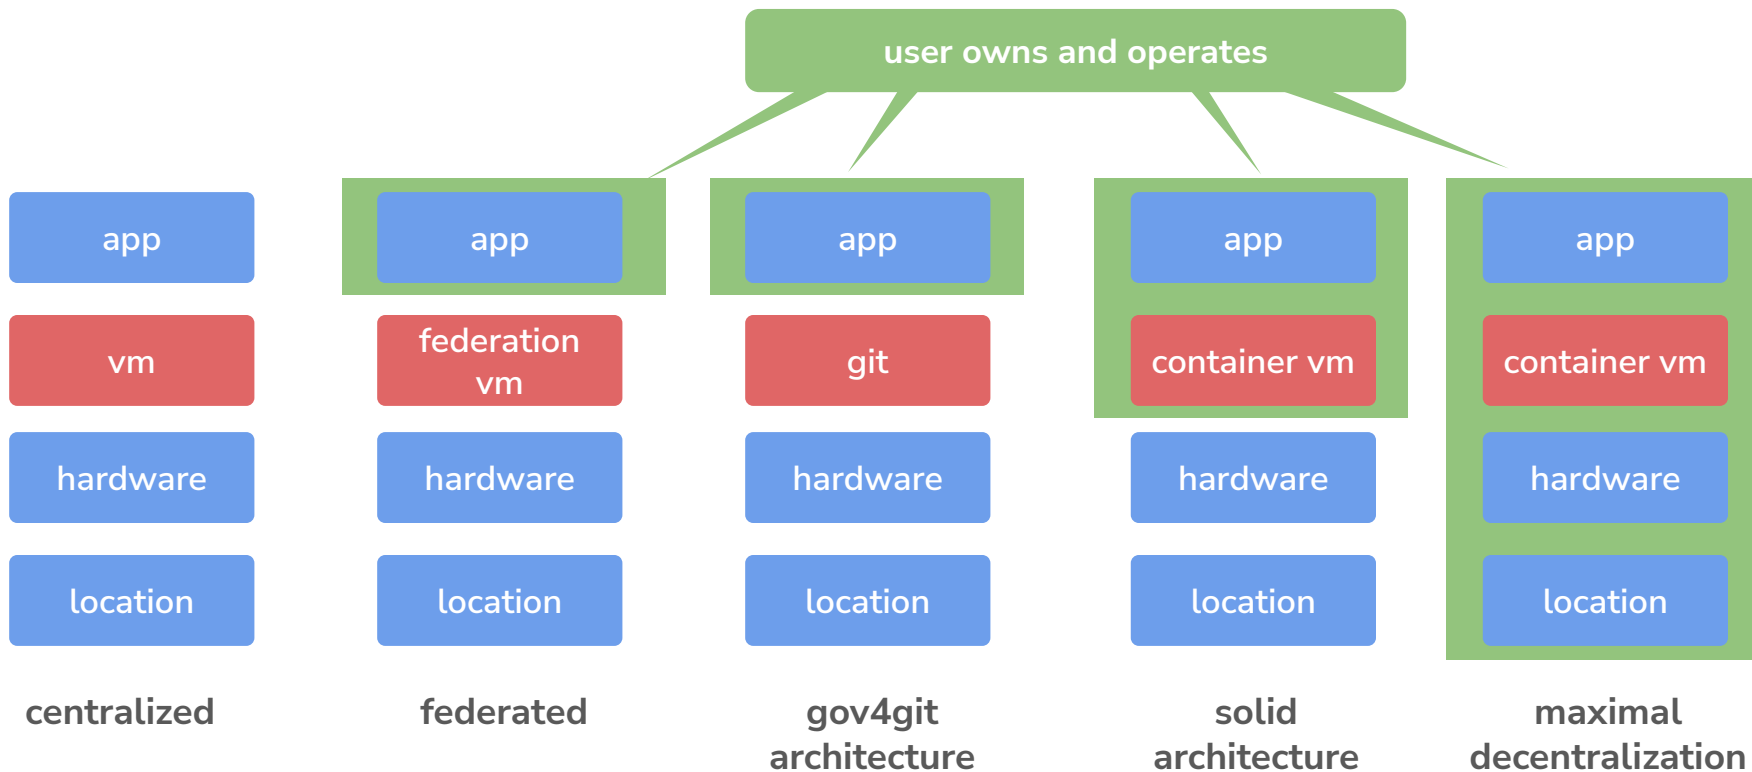 user owns and operates
app
app
app
app
app
vm
federation
vm
git
container vm
container vm
hardware
hardware
hardware
hardware
hardware
location
location
location
location
location
centralized
federated
gov4git
architecture
solid
architecture
maximal
decentralization